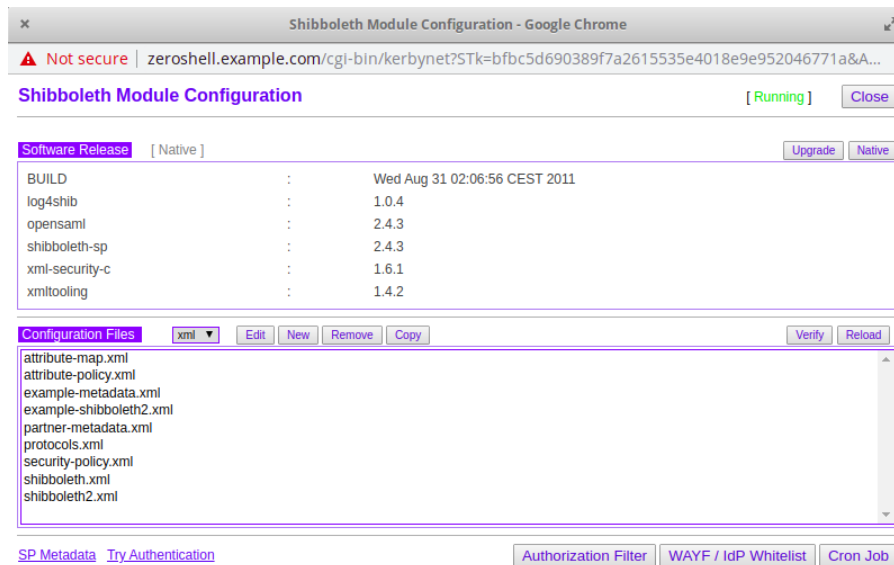 Shibboleth Module Configuration - Google Chrome
Not secure | zeroshell.example.com/cgi-bin/kerbynet?STk=bfbc5d690389f7a2615535e4018e9e952046771a&A...
Shibboleth Module Configuration [ Running ] Close
Software Release [ Native ] Upgrade Native
BUILD : Wed Aug 31 02:06:56 CEST 2011
log4shib : 1.0.4
opensaml : 2.4.3
shibboleth-sp : 2.4.3
xml-security-c : 1.6.1
xmltooling : 1.4.2
Configuration Files xml Edit New Remove Copy Verify Reload
attribute-map.xml
attribute-policy.xml
example-metadata.xml
example-shibboleth2.xml
partner-metadata.xml
protocols.xml
security-policy.xml
shibboleth.xml
shibboleth2.xml
SP Metadata Try Authentication Authorization Filter WAYF / IdP Whitelist Cron Job